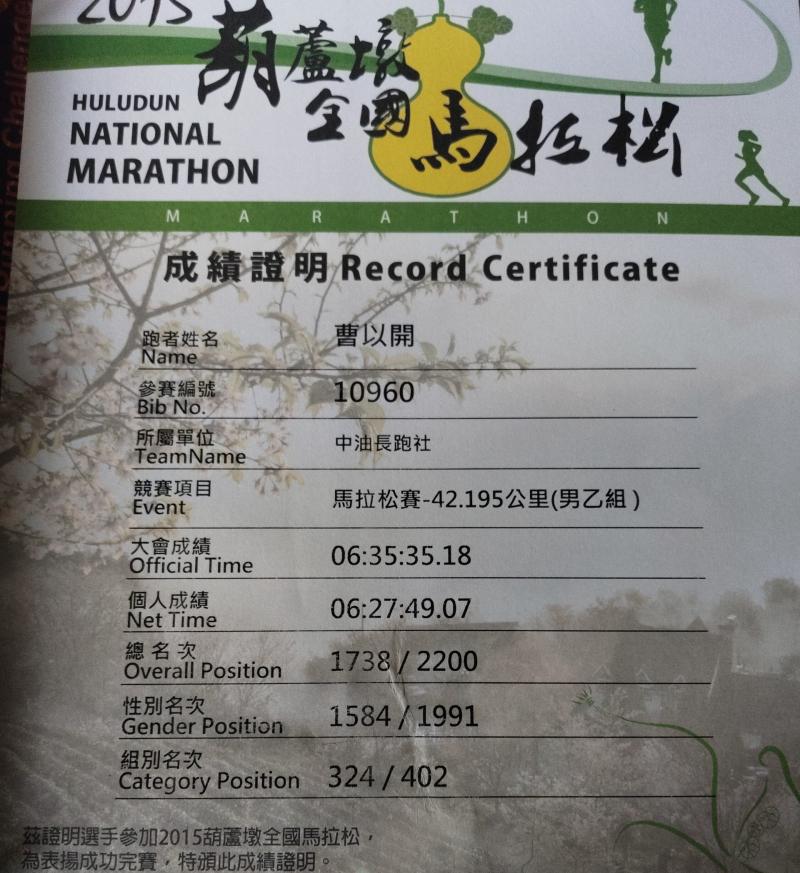 2015 葫蘆墩
全國馬拉松
HULUDUN
NATIONAL
MARATHON
MARATHON
成績證明 Record Certificate
跑者姓名 曹以開
Name
參賽編號 10960
Bib No.
所屬單位 中油長跑社
TeamName
競賽項目 馬拉松賽-42.195公里(男乙組 )
Event
大會成績 06:35:35.18
Official Time
個人成績 06:27:49.07
Net Time
總名次 1738 / 2200
Overall Position
性別名次 1584 / 1991
Gender Position
組別名次 324 / 402
Category Position
茲證明選手參加2015葫蘆墩全國馬拉松，
為表揚成功完賽，特頒此成績證明。